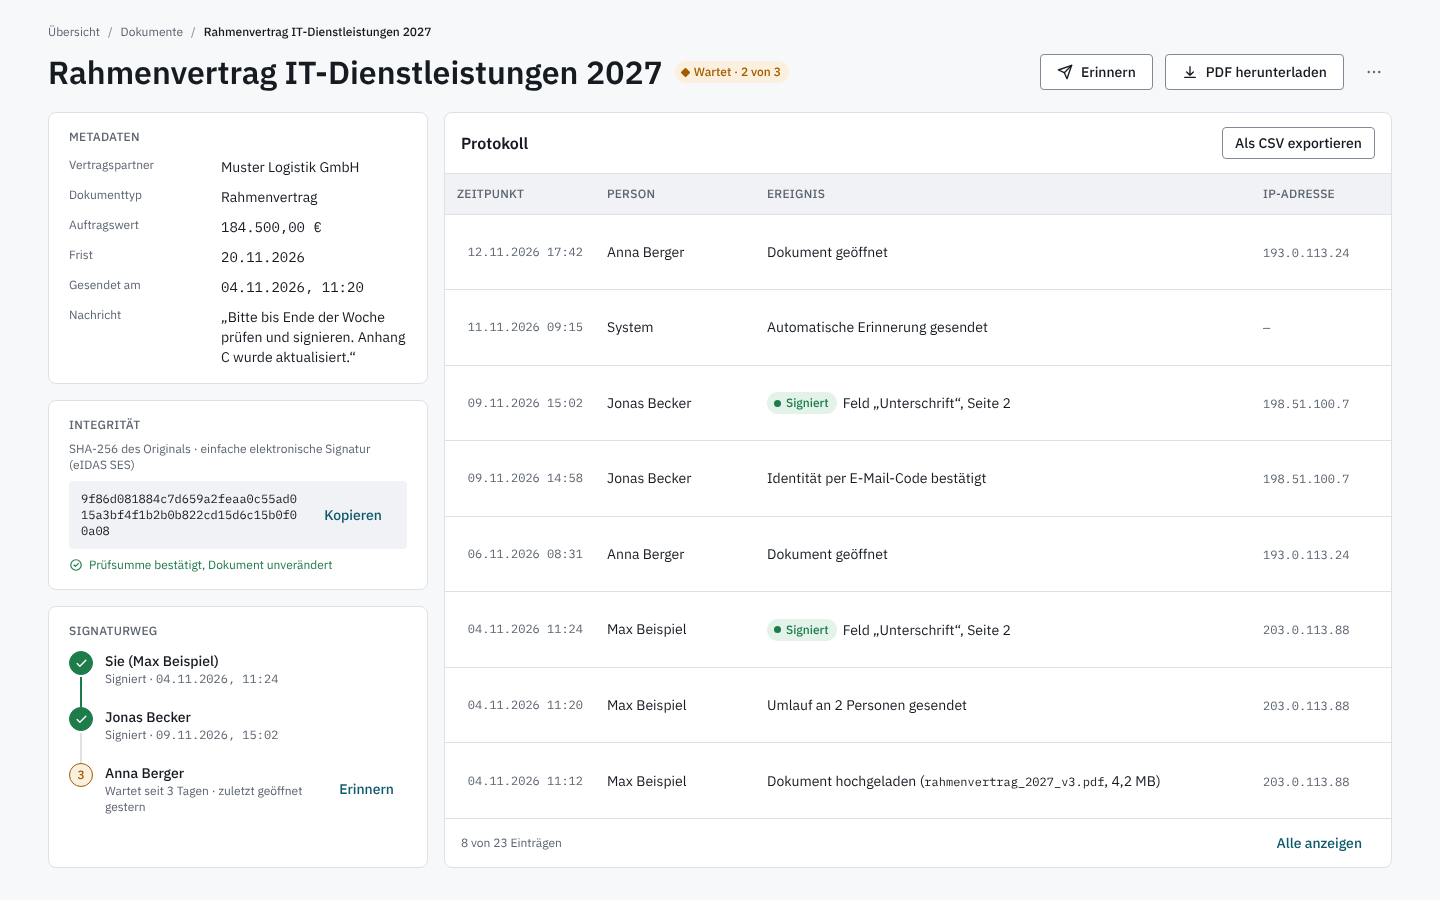 Übersicht / Dokumente / Rahmenvertrag IT-Dienstleistungen 2027
Rahmenvertrag IT-Dienstleistungen 2027
Wartet · 2 von 3
Erinnern
PDF herunterladen
METADATEN
Vertragspartner Muster Logistik GmbH
Dokumenttyp Rahmenvertrag
Auftragswert 184.500,00 €
Frist 20.11.2026
Gesendet am 04.11.2026, 11:20
Nachricht „Bitte bis Ende der Woche
prüfen und signieren. Anhang
C wurde aktualisiert.“
INTEGRITÄT
SHA-256 des Originals · einfache elektronische Signatur
(eIDAS SES)
9f86d081884c7d659a2feaa0c55ad0
15a3bf4f1b2b0b822cd15d6c15b0f0
0a08
Kopieren
Prüfsumme bestätigt, Dokument unverändert
SIGNATURWEG
Sie (Max Beispiel)
Signiert · 04.11.2026, 11:24
Jonas Becker
Signiert · 09.11.2026, 15:02
3 Anna Berger
Wartet seit 3 Tagen · zuletzt geöffnet
gestern
Erinnern
Protokoll
Als CSV exportieren
ZEITPUNKT PERSON EREIGNIS IP-ADRESSE
12.11.2026 17:42 Anna Berger Dokument geöffnet 193.0.113.24
11.11.2026 09:15 System Automatische Erinnerung gesendet –
09.11.2026 15:02 Jonas Becker Signiert Feld „Unterschrift“, Seite 2 198.51.100.7
09.11.2026 14:58 Jonas Becker Identität per E-Mail-Code bestätigt 198.51.100.7
06.11.2026 08:31 Anna Berger Dokument geöffnet 193.0.113.24
04.11.2026 11:24 Max Beispiel Signiert Feld „Unterschrift“, Seite 2 203.0.113.88
04.11.2026 11:20 Max Beispiel Umlauf an 2 Personen gesendet 203.0.113.88
04.11.2026 11:12 Max Beispiel Dokument hochgeladen (rahmenvertrag_2027_v3.pdf, 4,2 MB) 203.0.113.88
8 von 23 Einträgen
Alle anzeigen